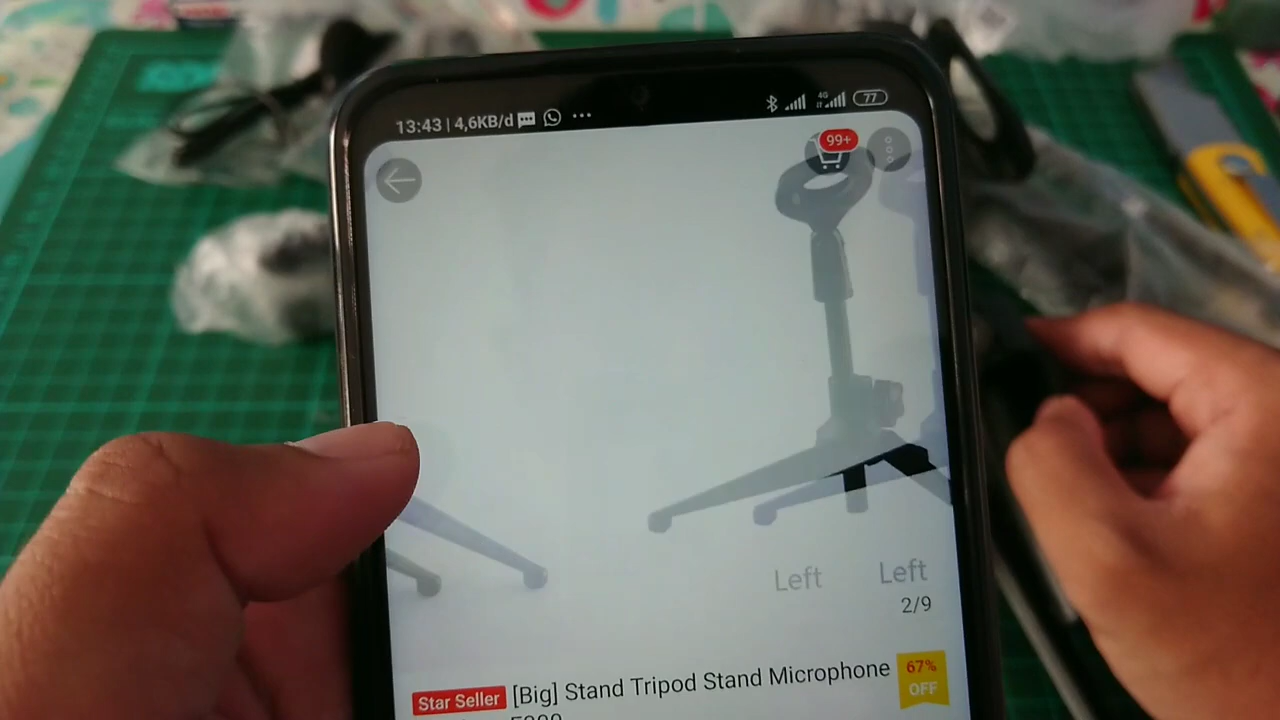 13:43 | 4,6KB/d ... 4G 77
99+
Left Left
2/9
Star Seller [Big] Stand Tripod Stand Microphone
67%
OFF